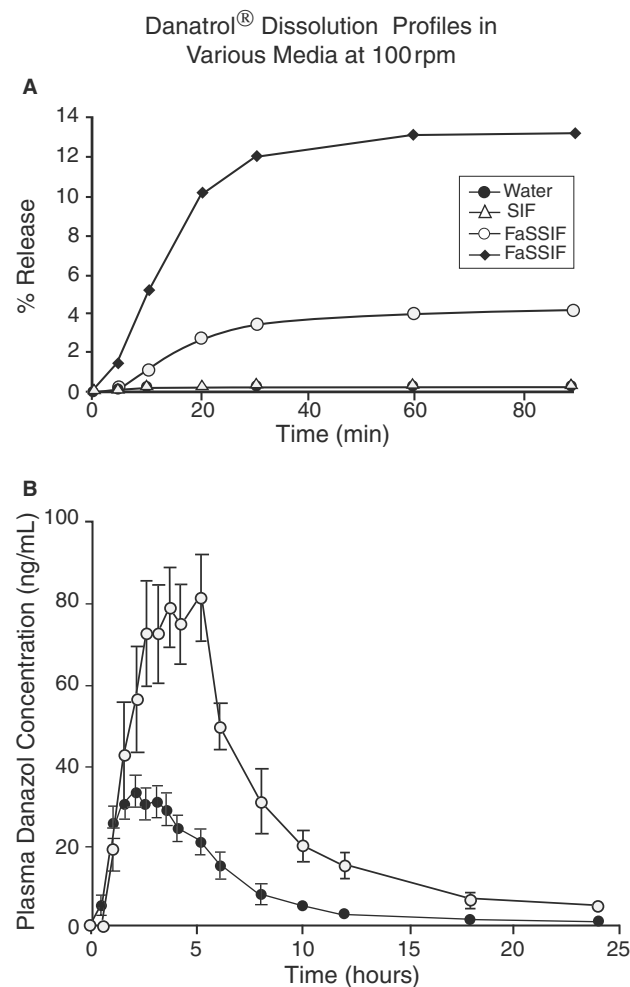 Danatrol® Dissolution Profiles in
Various Media at 100 rpm
A
14
12
10
8
6
4
2
0
% Release
Water
SIF
FaSSIF
FaSSIF
0 20 40 60 80
Time (min)
B
100
80
60
40
20
0
Plasma Danazol Concentration (ng/mL)
0 5 10 15 20 25
Time (hours)